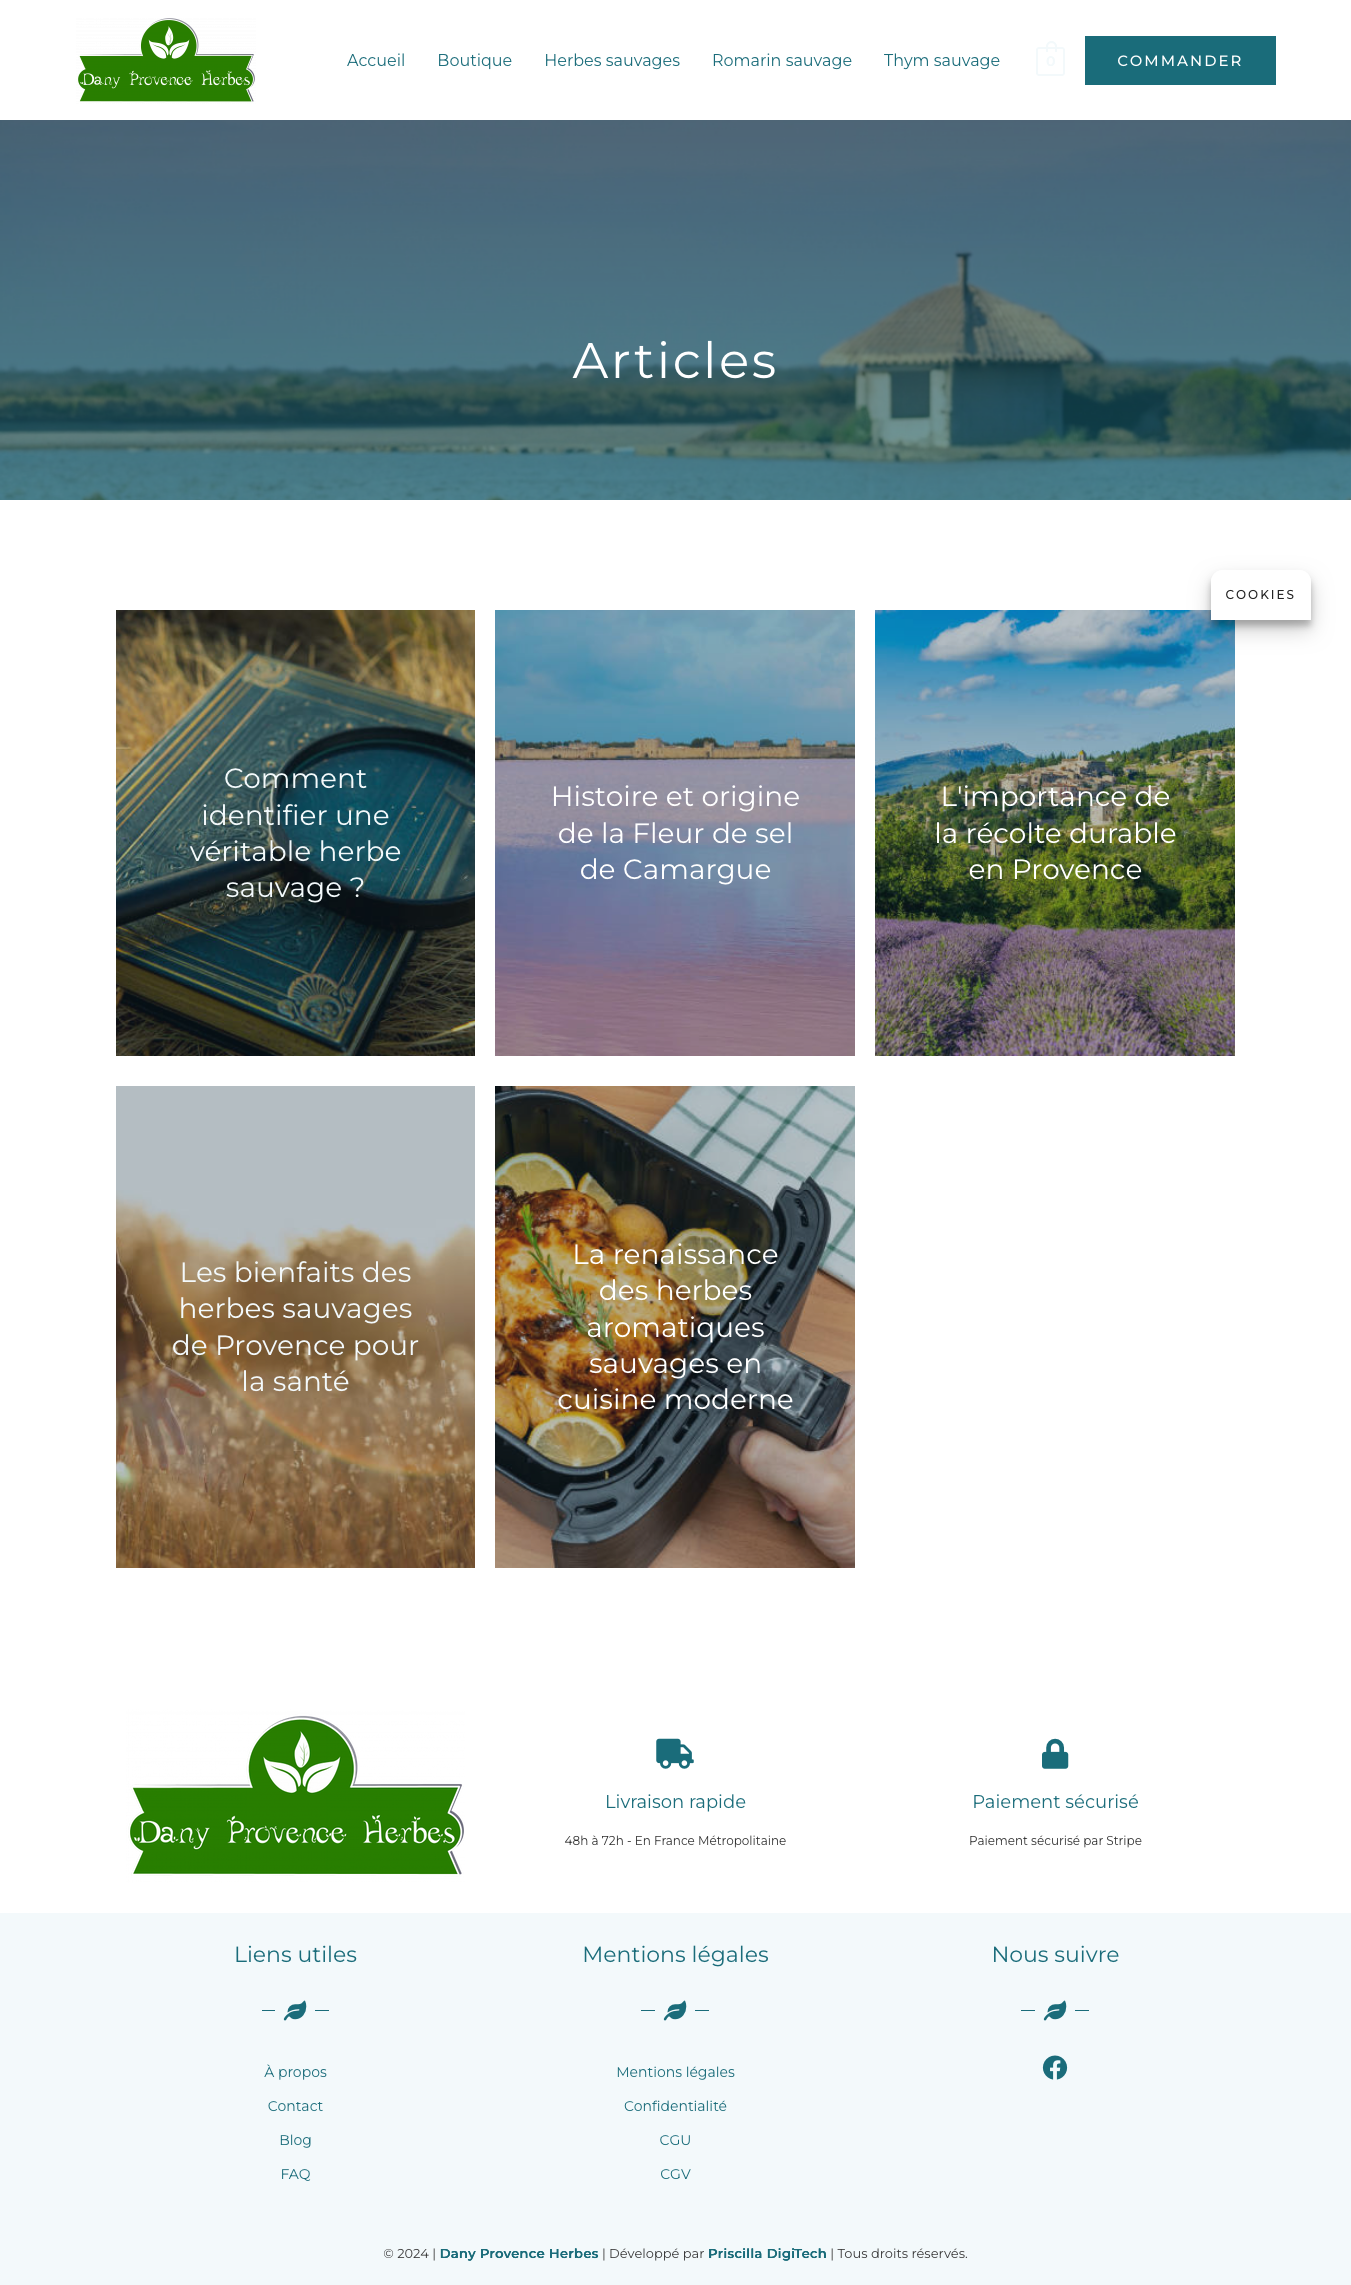 Dany Provence Herbes
Accueil
Boutique
Herbes sauvages
Romarin sauvage
Thym sauvage
0
COMMANDER
Articles
COOKIES
Comment
identifier une
véritable herbe
sauvage ?
Histoire et origine
de la Fleur de sel
de Camargue
L'importance de
la récolte durable
en Provence
Les bienfaits des
herbes sauvages
de Provence pour
la santé
La renaissance
des herbes
aromatiques
sauvages en
cuisine moderne
Dany Provence Herbes
Livraison rapide
48h à 72h - En France Métropolitaine
Paiement sécurisé
Paiement sécurisé par Stripe
Liens utiles
À propos
Contact
Blog
FAQ
Mentions légales
Mentions légales
Confidentialité
CGU
CGV
Nous suivre
© 2024 | Dany Provence Herbes | Développé par Priscilla DigiTech | Tous droits réservés.